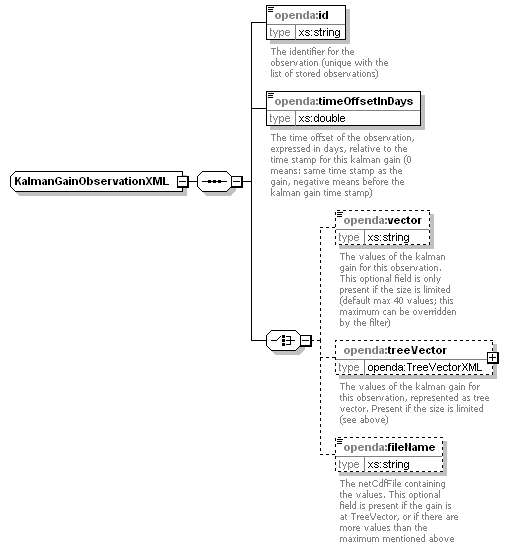 openda:id
type xs:string
The identifier for the
observation (unique with the
list of stored observations)
openda:timeOffsetInDays
type xs:double
The time offset of the observation,
expressed in days, relative to the
time stamp for this kalman gain (0
means: same time stamp as the
gain, negative means before the
kalman gain time stamp)
KalmanGainObservationXML
openda:vector
type xs:string
The values of the kalman
gain for this observation.
This optional field is only
present if the size is limited
(default max 40 values; this
maximum can be overridden
by the filter)
openda:treeVector
type openda:TreeVectorXML
The values of the kalman gain for
this observation, represented as tree
vector. Present if the size is limited
(see above)
openda:fileName
type xs:string
The netCdfFile containing
the values. This optional
field is present if the gain is
at TreeVector, or if there are
more values than the
maximum mentioned above